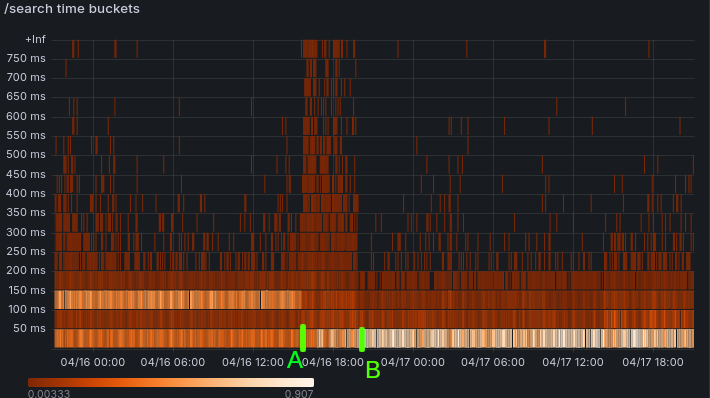 /search time buckets
+Inf
750 ms
700 ms
650 ms
600 ms
550 ms
500 ms
450 ms
400 ms
350 ms
300 ms
250 ms
200 ms
150 ms
100 ms
50 ms
A
B
04/16 00:00 04/16 06:00 04/16 12:00 04/16 18:00 04/17 00:00 04/17 06:00 04/17 12:00 04/17 18:00
0.00333 0.907